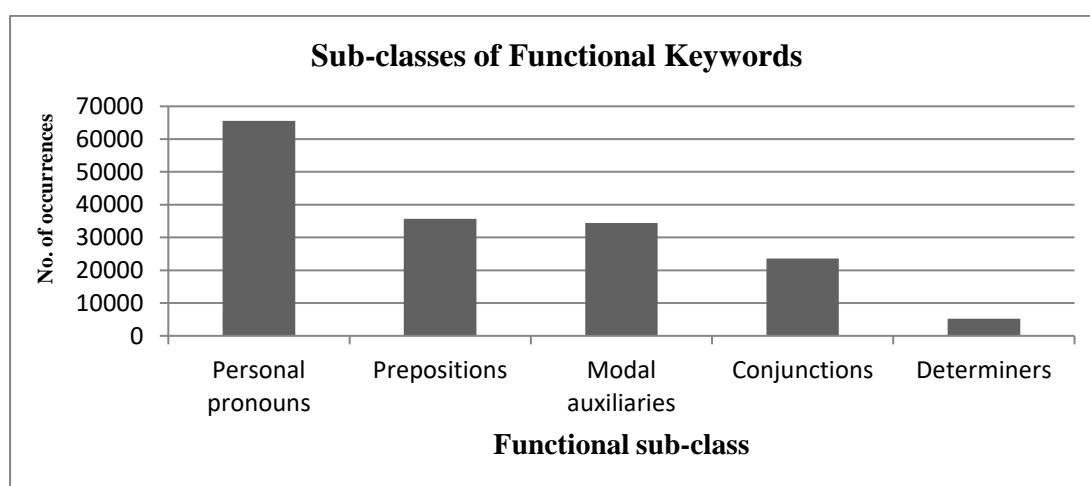 Sub-classes of Functional Keywords
No. of occurrences
70000
60000
50000
40000
30000
20000
10000
0
Personal
pronouns
Prepositions
Modal
auxiliaries
Conjunctions
Determiners
Functional sub-class